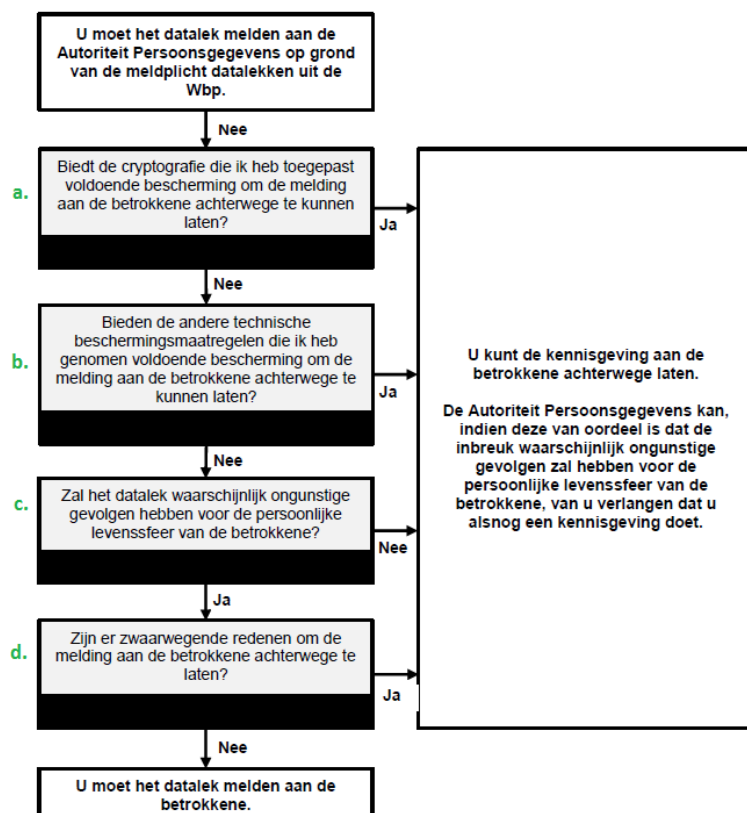 U moet het datalek melden aan de
Autoriteit Persoonsgegevens op grond
van de meldplicht datalekken uit de
Wbp.
Nee
a.
Biedt de cryptografie die ik heb toegepast
voldoende bescherming om de melding
aan de betrokkene achterwege te kunnen
laten?
Ja
Nee
b.
Bieden de andere technische
beschermingsmaatregelen die ik heb
genomen voldoende bescherming om de
melding aan de betrokkene achterwege te
kunnen laten?
Ja
Nee
c.
Zal het datalek waarschijnlijk ongunstige
gevolgen hebben voor de persoonlijke
levenssfeer van de betrokkene?
Nee
Ja
d.
Zijn er zwaarwegende redenen om de
melding aan de betrokkene achterwege te
laten?
Ja
Nee
U moet het datalek melden aan de
betrokkene.
U kunt de kennisgeving aan de
betrokkene achterwege laten.
De Autoriteit Persoonsgegevens kan,
indien deze van oordeel is dat de
inbreuk waarschijnlijk ongunstige
gevolgen zal hebben voor de
persoonlijke levenssfeer van de
betrokkene, van u verlangen dat u
alsnog een kennisgeving doet.